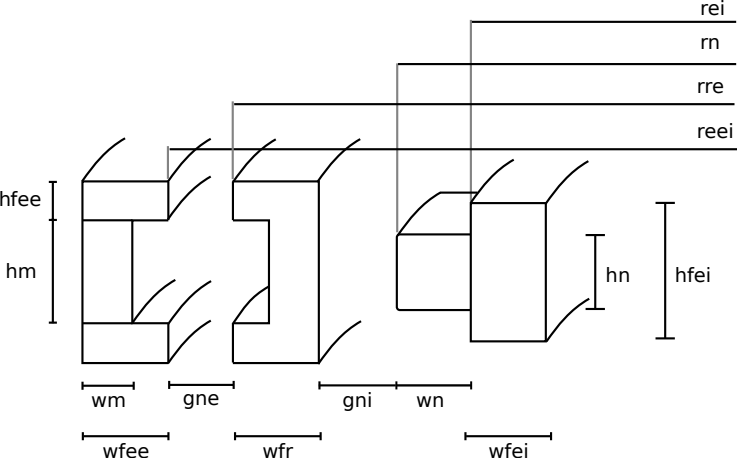 rei
rn
rre
reei
hfee
hm
hn
hfei
wm
gne
gni
wn
wfee
wfr
wfei